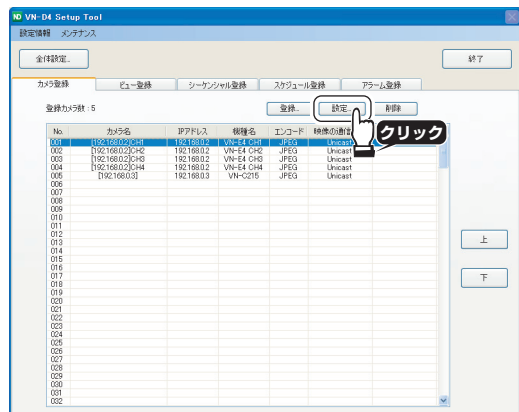 ND VN-D4 Setup Tool
設定情報 メンテナンス
全体設定... 終了
カメラ登録 ビュー登録 シーケンシャル登録 スケジュール登録 アラーム登録
登録カメラ数 : 5 登録... 設定... 削除
クリック
No. カメラ名 IPアドレス 機種名 エンコード 映像の通信
001 [192.168.0.2]CH1 192.168.0.2 VN-E4 CH1 JPEG Unicast
002 [192.168.0.2]CH2 192.168.0.2 VN-E4 CH2 JPEG Unicast
003 [192.168.0.2]CH3 192.168.0.2 VN-E4 CH3 JPEG Unicast
004 [192.168.0.2]CH4 192.168.0.2 VN-E4 CH4 JPEG Unicast
005 [192.168.0.3] 192.168.0.3 VN-C215 JPEG Unicast
006
007
008
009
010
011
012
013
014
015
016
017
018
019
020
021
022
023
024
025
026
027
028
029
030
031
032
上
下